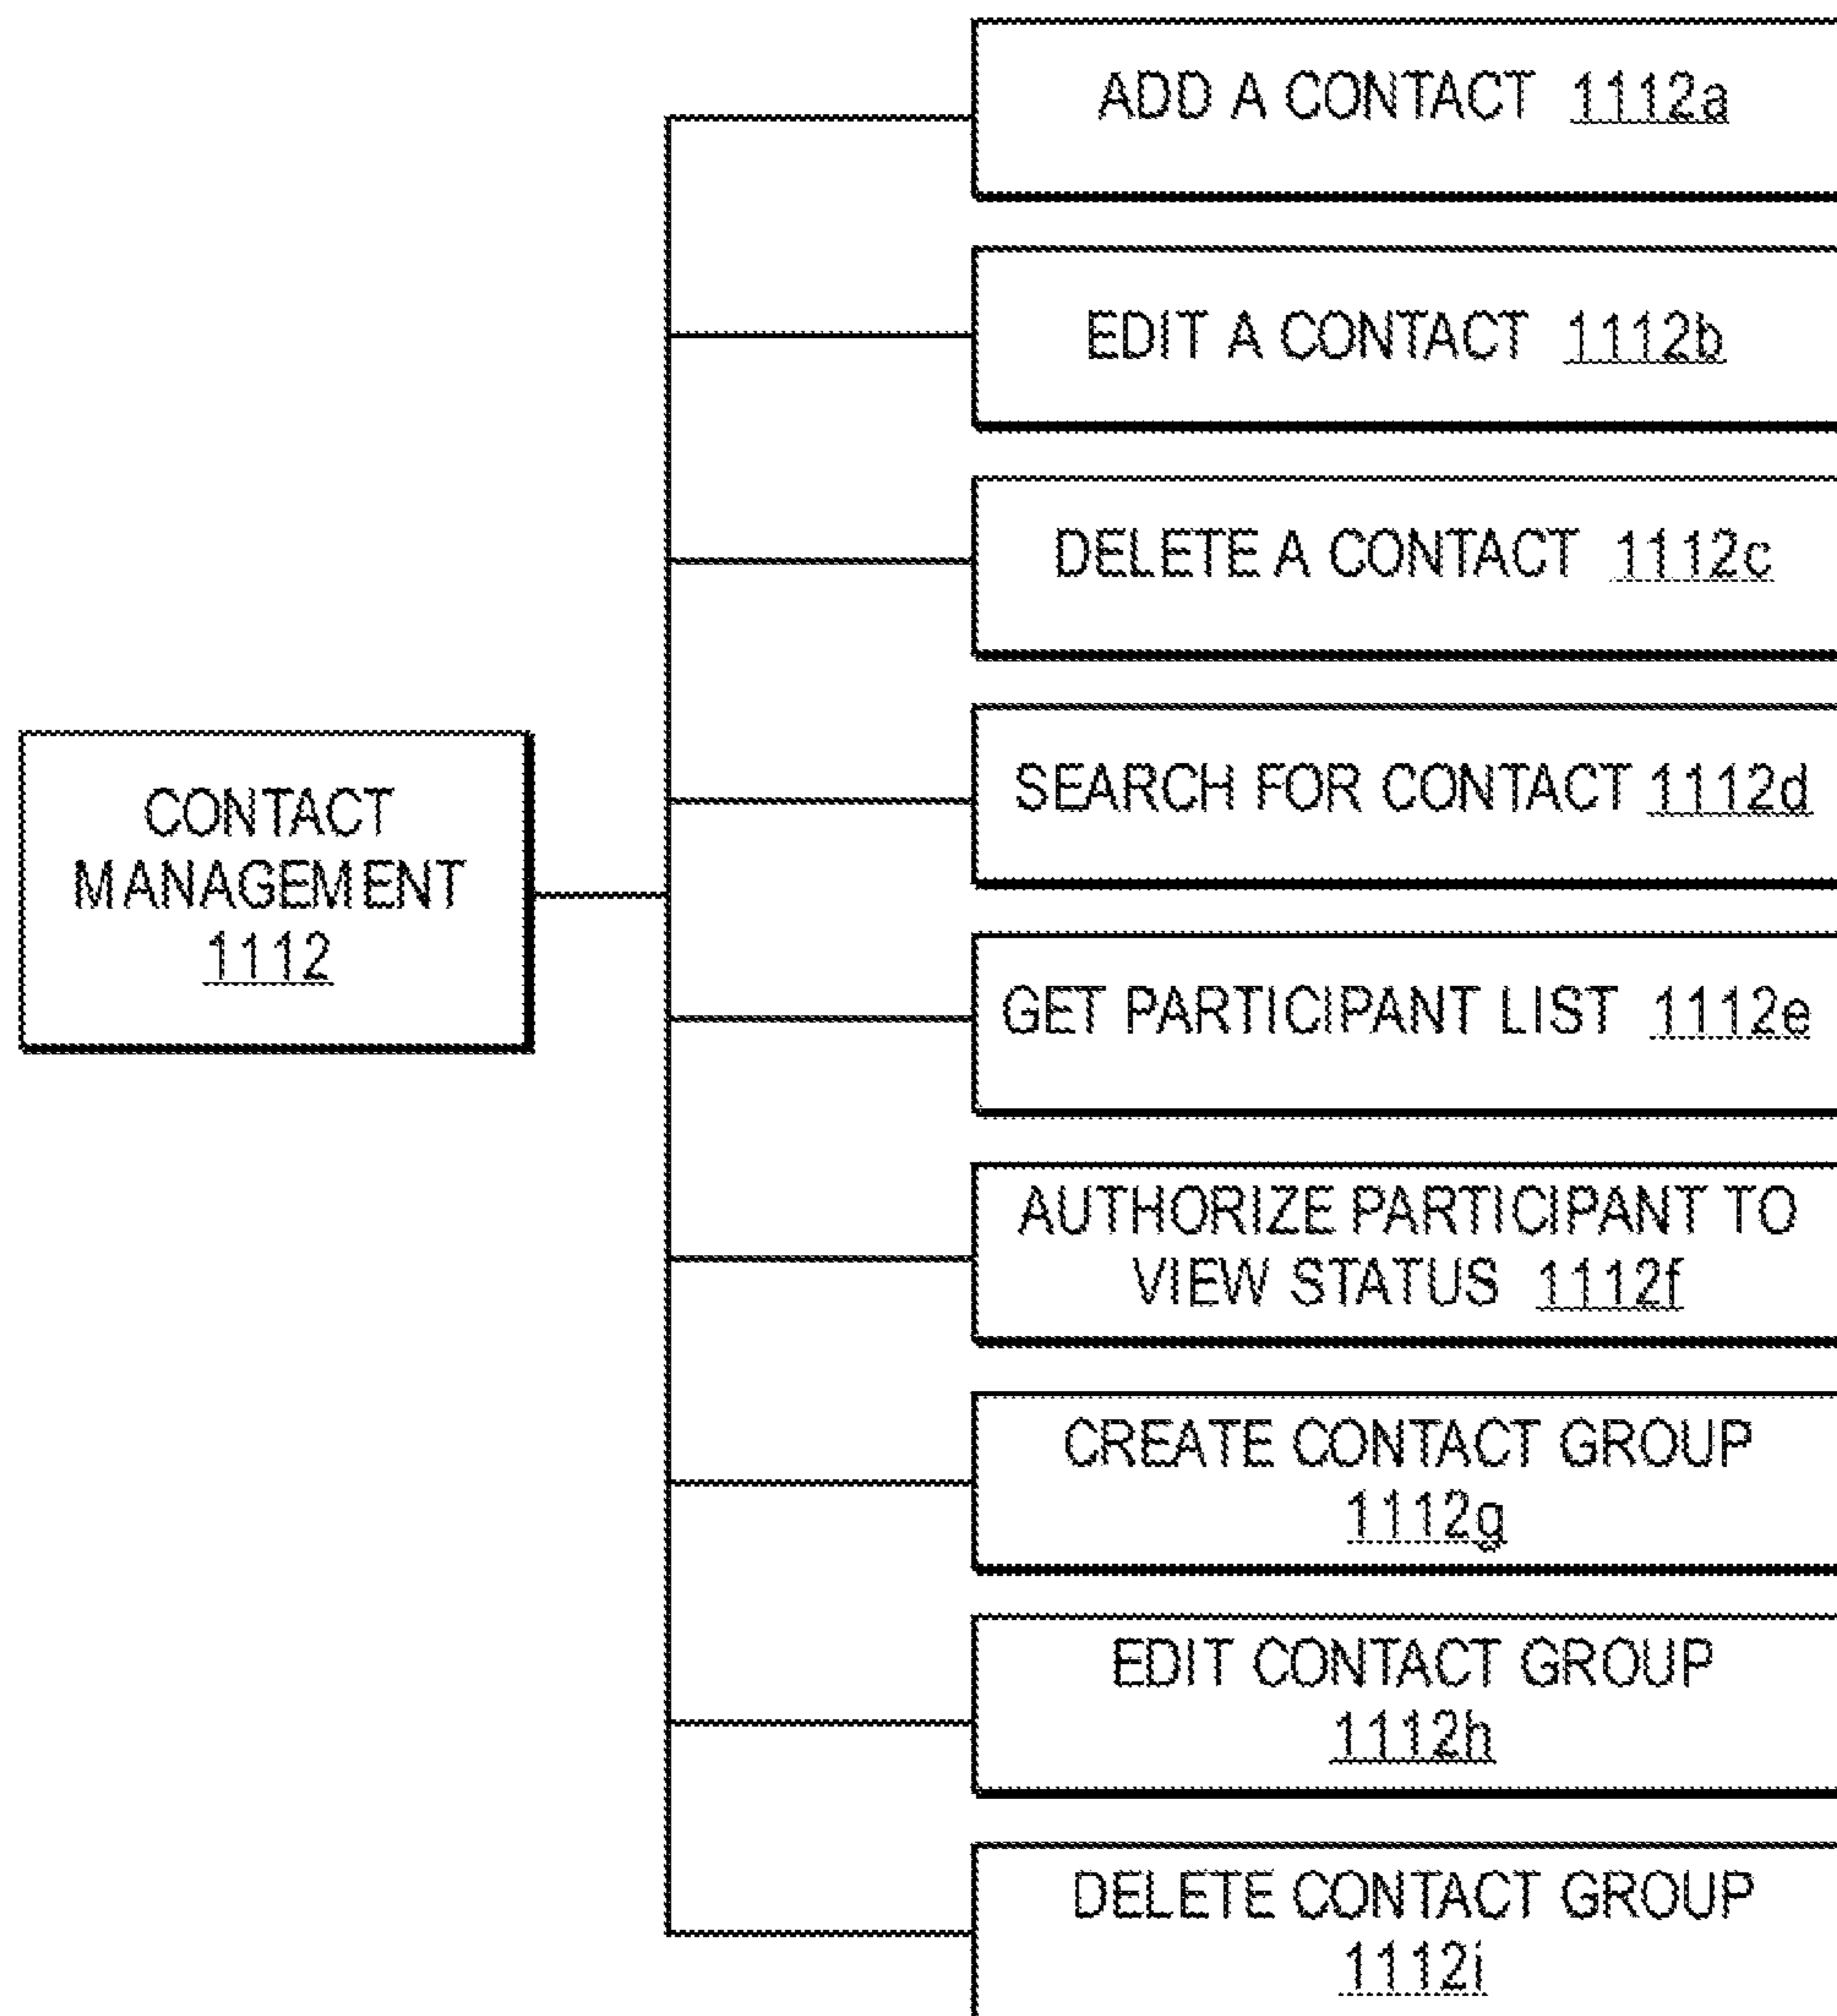 ADD A CONTACT 1112a
EDIT A CONTACT 1112b
DELETE A CONTACT 1112c
SEARCH FOR CONTACT 1112d
CONTACT
MANAGEMENT
1112
GET PARTICIPANT LIST 1112e
AUTHORIZE PARTICIPANT TO
VIEW STATUS 1112f
CREATE CONTACT GROUP
1112g
EDIT CONTACT GROUP
1112h
DELETE CONTACT GROUP
1112i